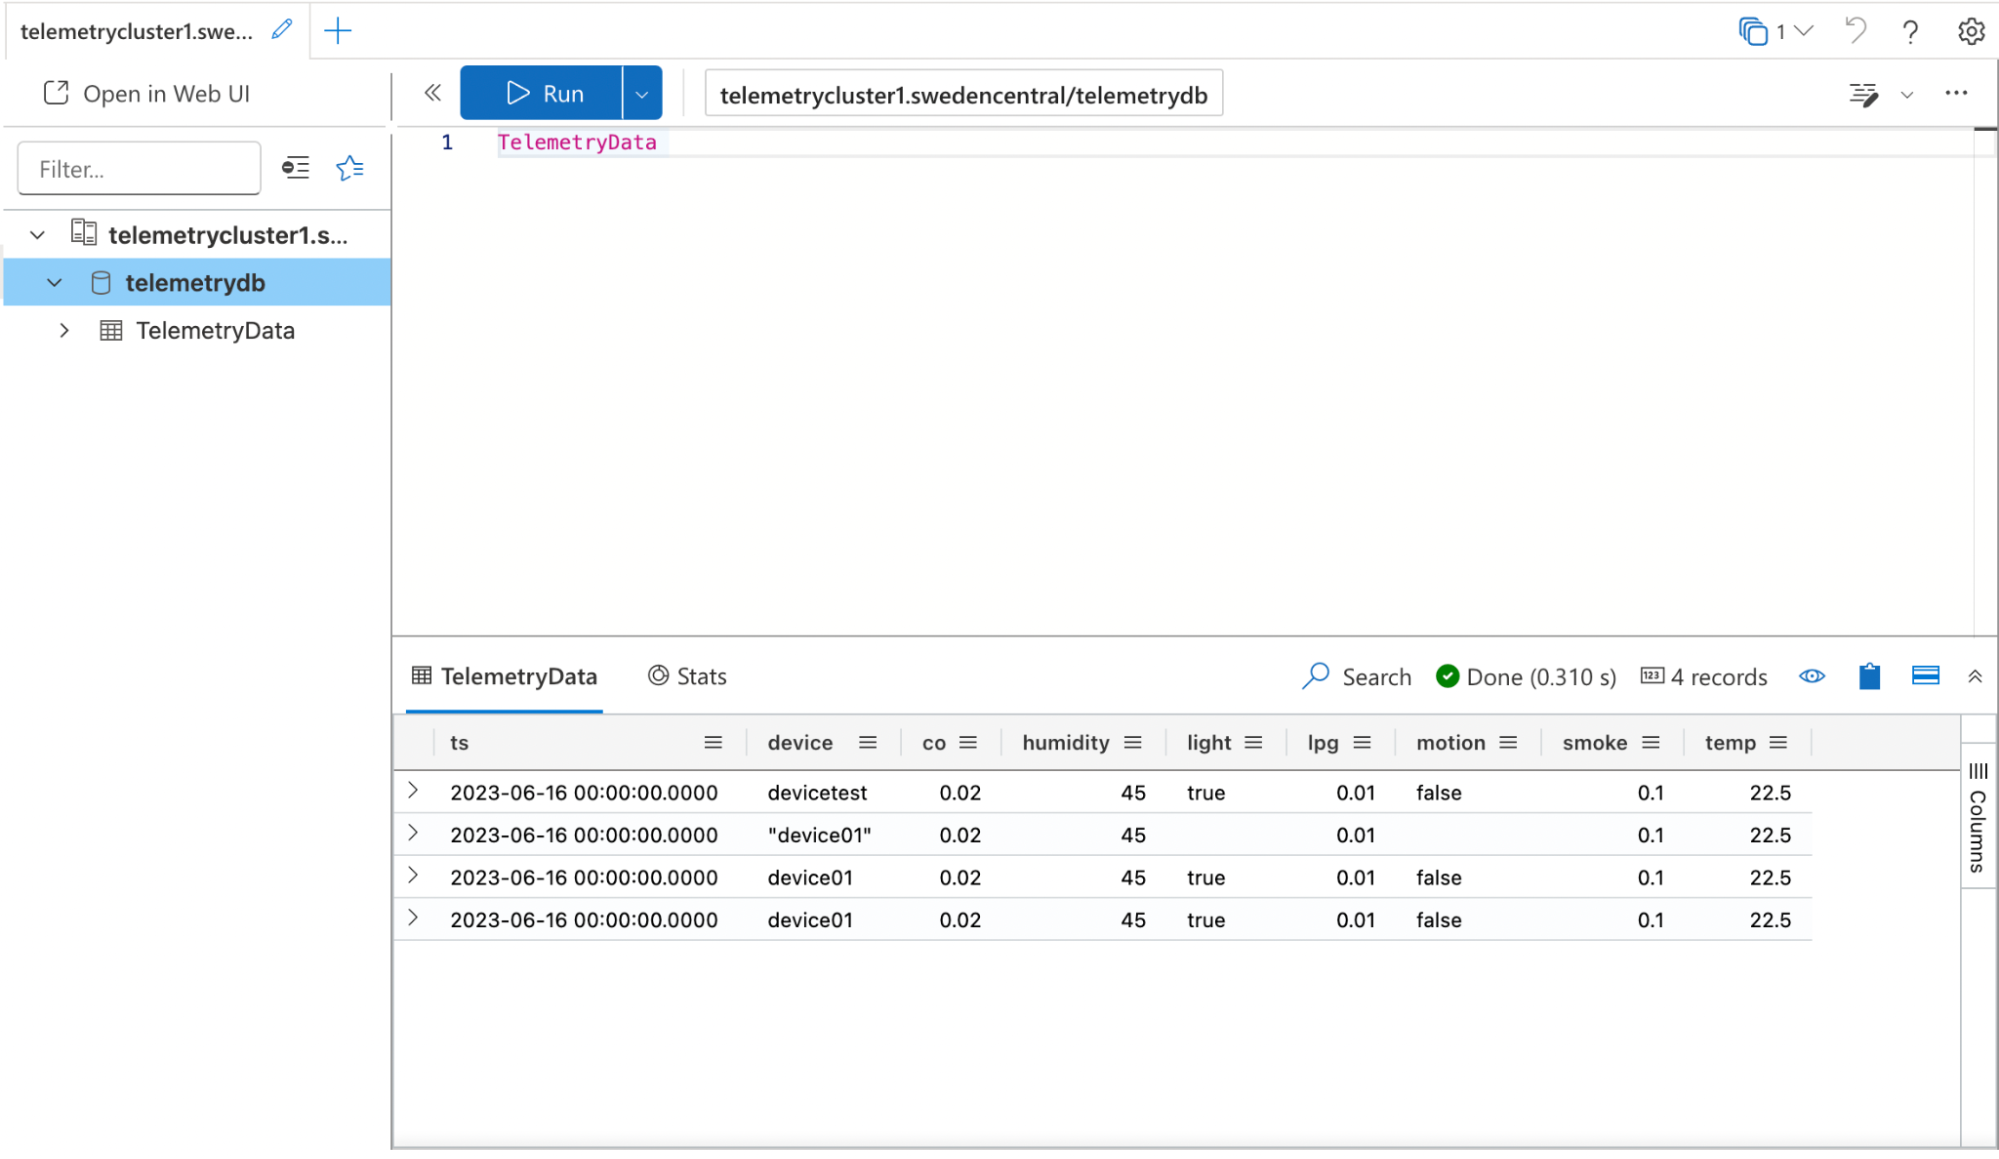 telemetrycluster1.swe...
1
?
Open in Web UI
Run
telemetrycluster1.swedencentral/telemetrydb
...
Filter...
telemetrycluster1.s...
telemetrydb
TelemetryData
1 TelemetryData
TelemetryData
Stats
Search
Done (0.310 s)
123 4 records
ts device co humidity light lpg motion smoke temp
2023-06-16 00:00:00.0000 devicetest 0.02 45 true 0.01 false 0.1 22.5
2023-06-16 00:00:00.0000 "device01" 0.02 45 0.01 0.1 22.5
2023-06-16 00:00:00.0000 device01 0.02 45 true 0.01 false 0.1 22.5
2023-06-16 00:00:00.0000 device01 0.02 45 true 0.01 false 0.1 22.5
Columns